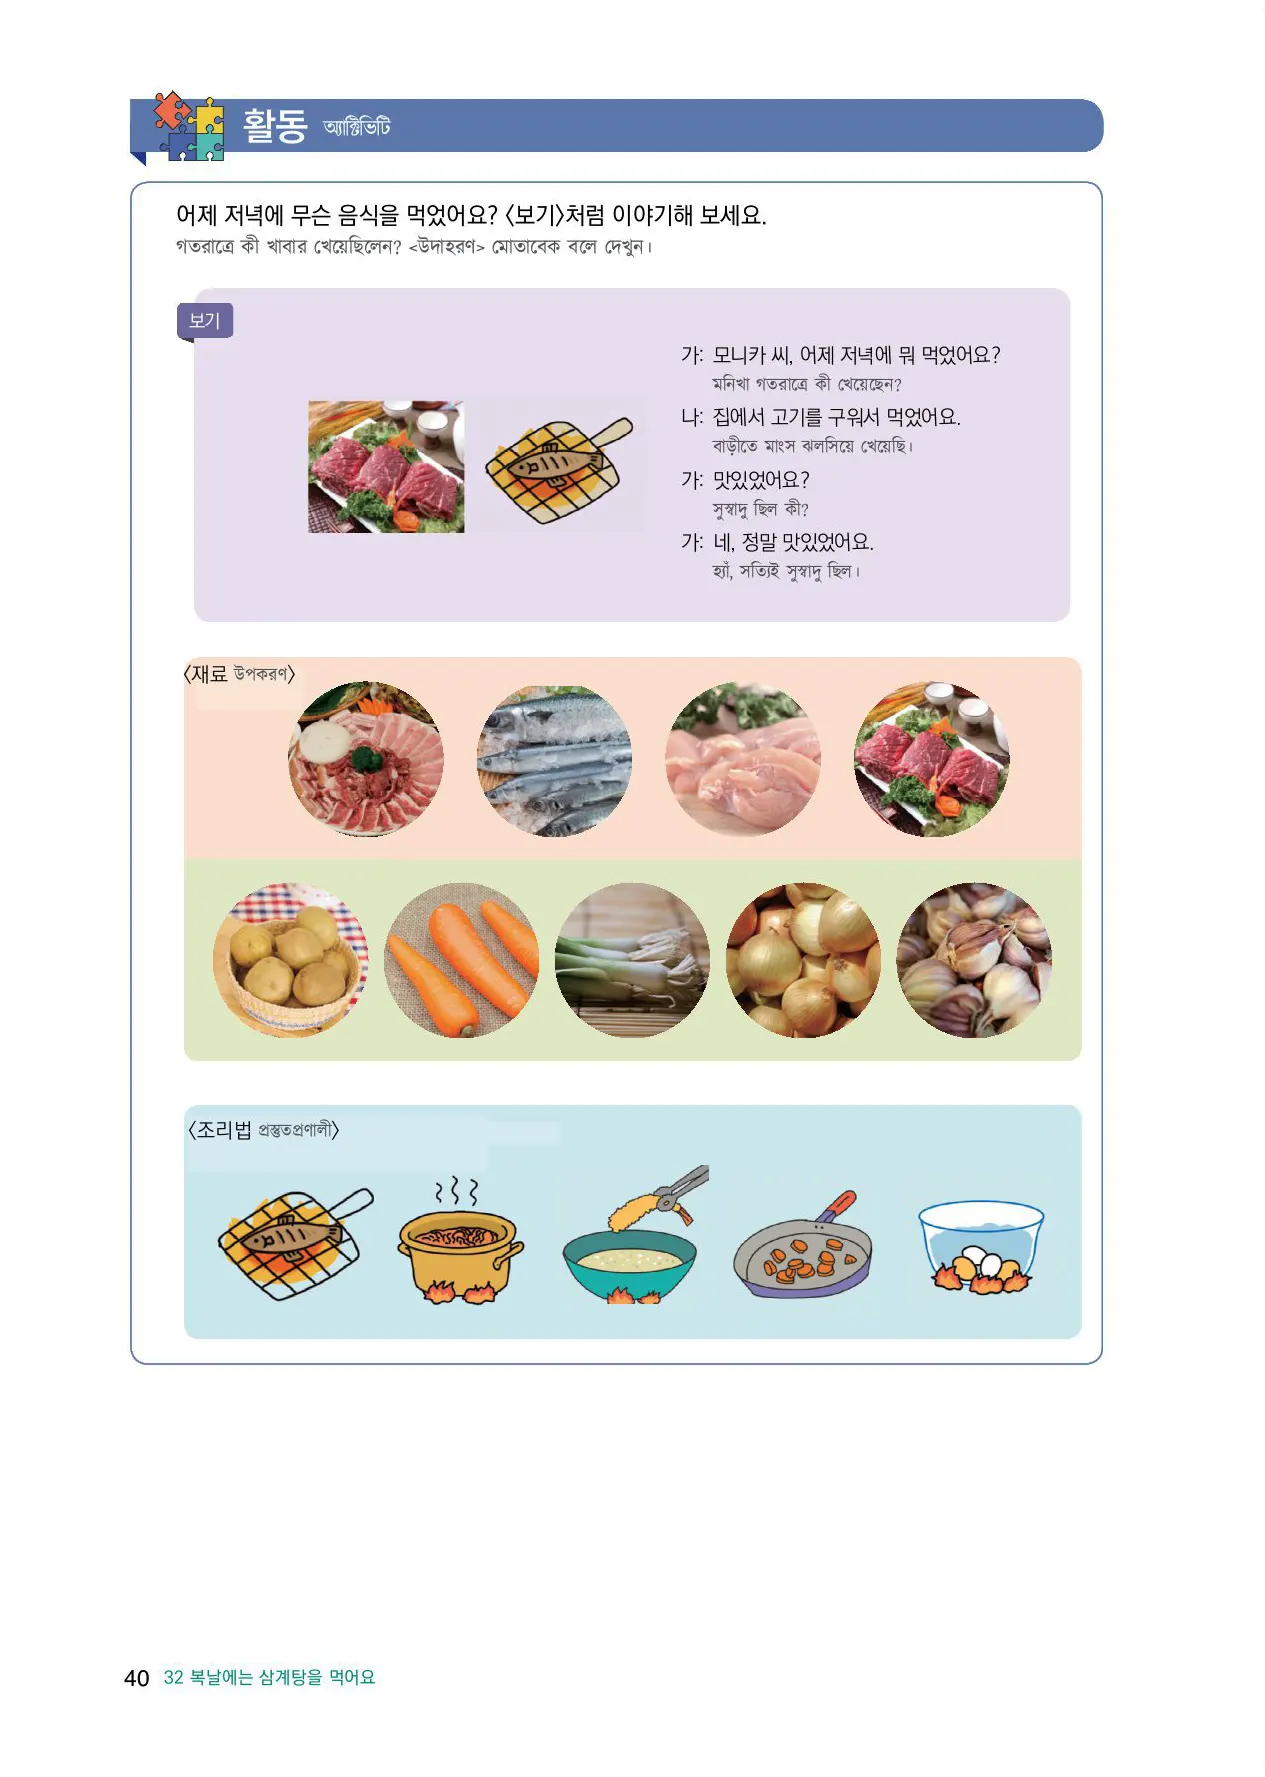 활동 অ্যাক্টিভিটি
어제 저녁에 무슨 음식을 먹었어요? 〈보기〉처럼 이야기해 보세요.
গতরাত্রে কী খাবার খেয়েছিলেন? <উদাহরণ> মোতাবেক বলে দেখুন।
보기
가: 모니카 씨, 어제 저녁에 뭐 먹었어요?
মনিখা গতরাত্রে কী খেয়েছেন?
나: 집에서 고기를 구워서 먹었어요.
বাড়ীতে মাংস ঝলসিয়ে খেয়েছি।
가: 맛있었어요?
সুস্বাদু ছিল কী?
가: 네, 정말 맛있었어요.
হ্যাঁ, সত্যিই সুস্বাদু ছিল।
〈재료 উপকরণ〉
〈조리법 প্রস্তুতপ্রণালী〉
40 32 복날에는 삼계탕을 먹어요